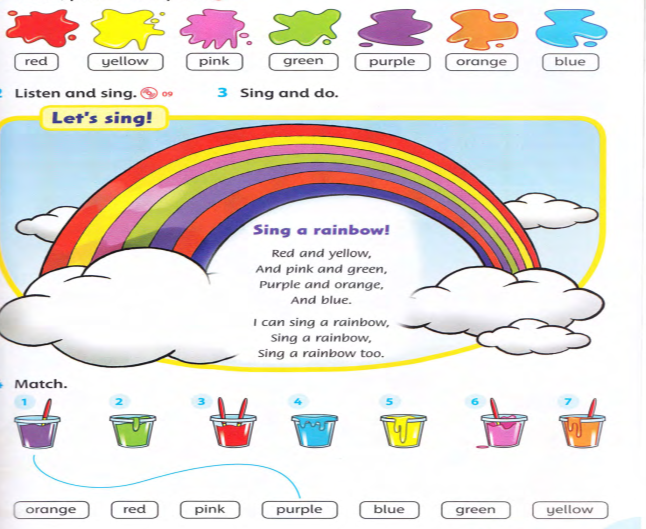 red yellow pink green purple orange blue
2 Listen and sing. 09 3 Sing and do.
Let's sing!
Sing a rainbow!
Red and yellow,
And pink and green,
Purple and orange,
And blue.
I can sing a rainbow,
Sing a rainbow,
Sing a rainbow too.
Match.
1 2 3 4 5 6 7
orange red pink purple blue green yellow